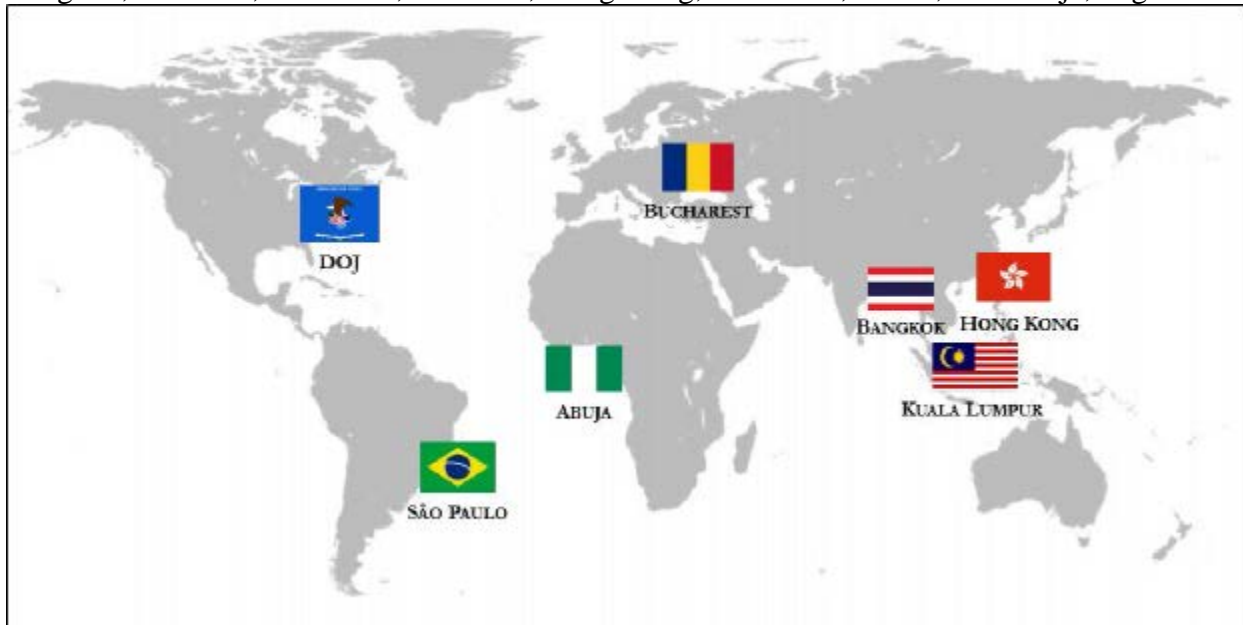 BUCHAREST
DOJ
BANGKOK HONG KONG
ABUJA
KUALA LUMPUR
SÃO PAULO